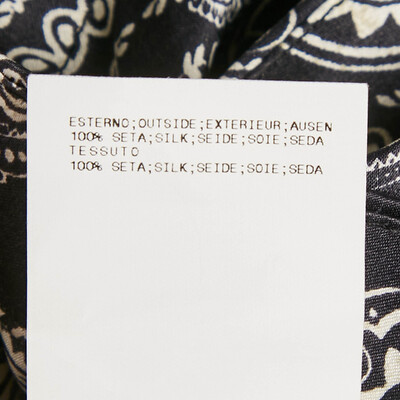 ESTERNO;OUTSIDE;EXTERIEUR;AUSEN
100% SETA;SILK;SEIDE;SOIE;SEDA
TESSUTO
100% SETA;SILK;SEIDE;SOIE;SEDA